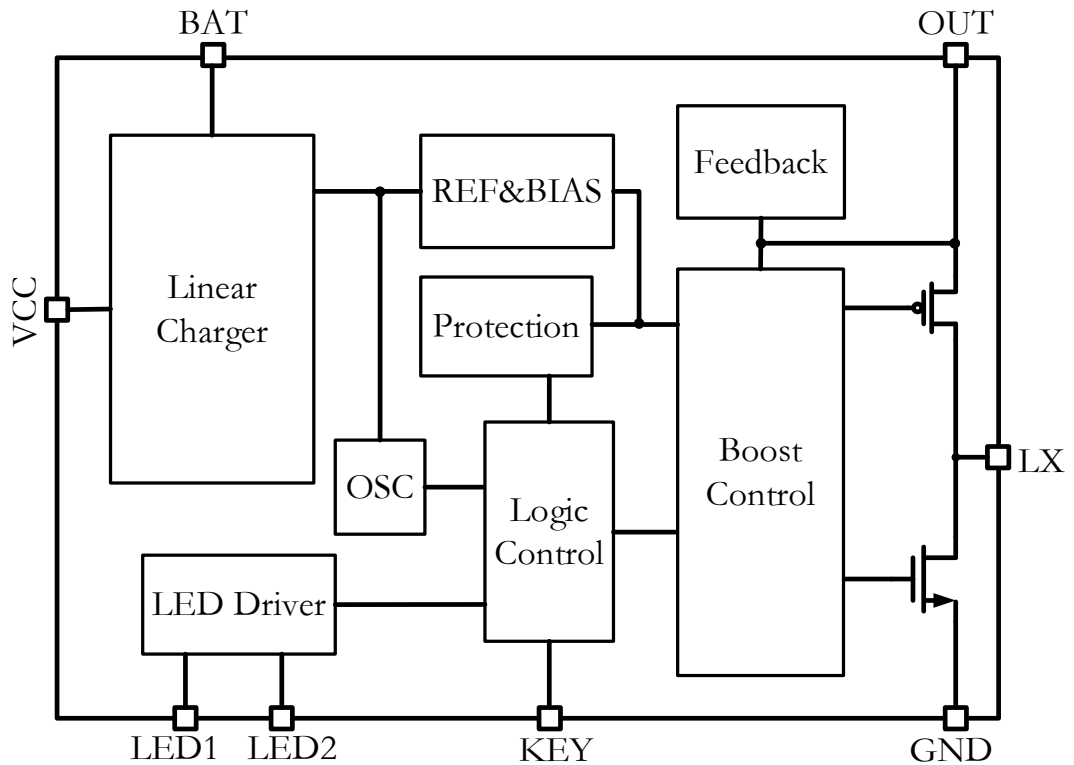 BAT
OUT
Feedback
REF&BIAS
Linear
Charger
VCC
Protection
Boost
Control
LX
OSC
Logic
Control
LED Driver
LED1
LED2
KEY
GND